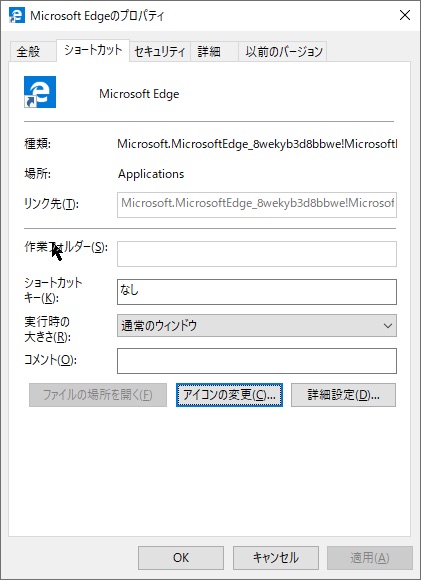 Microsoft Edgeのプロパティ
全般 ショートカット セキュリティ 詳細 以前のバージョン
Microsoft Edge
種類: Microsoft.MicrosoftEdge_8wekyb3d8bbwe!Microsoft
場所: Applications
リンク先(T): Microsoft.MicrosoftEdge_8wekyb3d8bbwe!Microsof
作業フォルダー(S):
ショートカット
キー(K): なし
実行時の
大きさ(R): 通常のウィンドウ
コメント(O):
ファイルの場所を開く(F) アイコンの変更(C)... 詳細設定(D)...
OK キャンセル 適用(A)